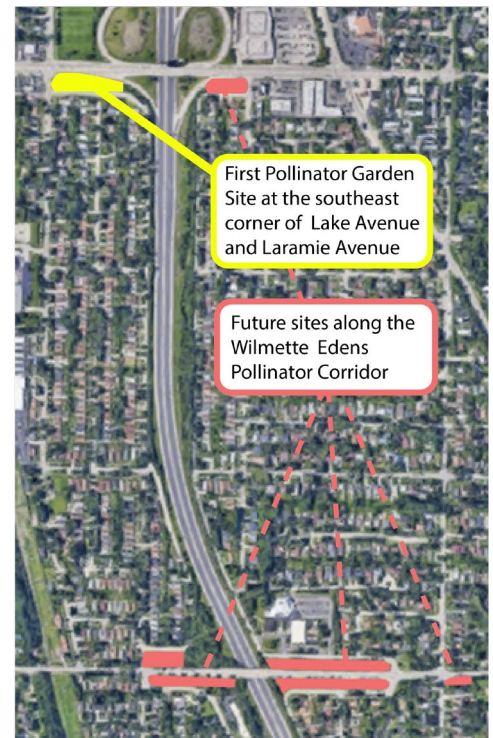 First Pollinator Garden
Site at the southeast
corner of Lake Avenue
and Laramie Avenue
Future sites along the
Wilmette Edens
Pollinator Corridor